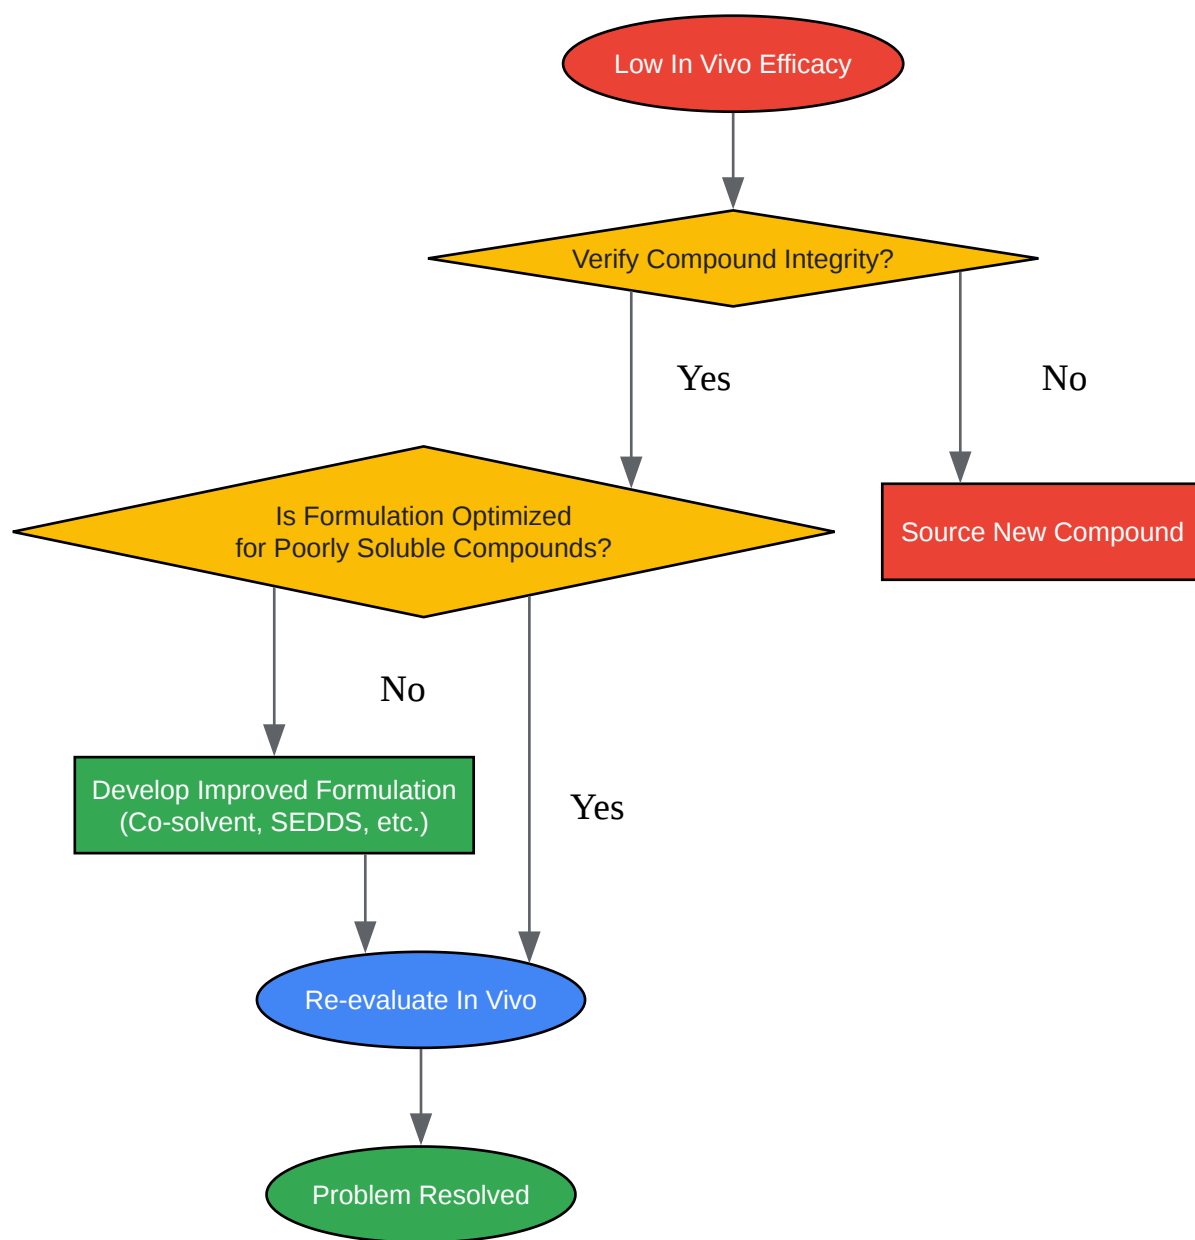 Low In Vivo Efficacy
Verify Compound Integrity?
Yes
No
Is Formulation Optimized
for Poorly Soluble Compounds?
Source New Compound
No
Develop Improved Formulation
(Co-solvent, SEDDS, etc.)
Yes
Re-evaluate In Vivo
Problem Resolved